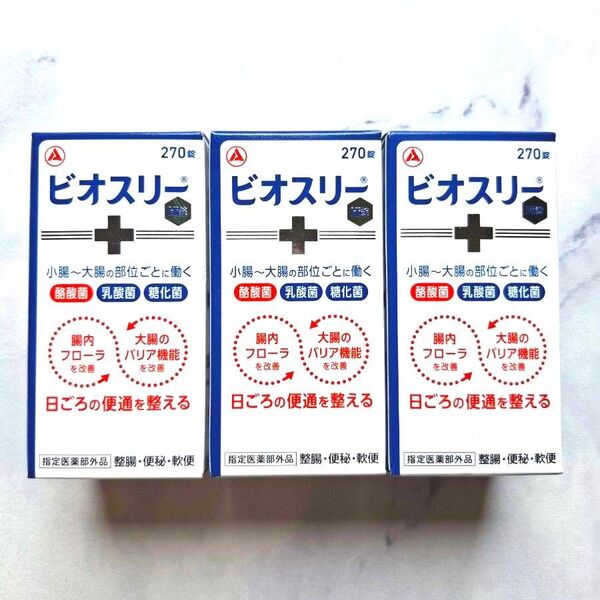 270錠
ビオスリー®
小腸〜大腸の部位ごとに働く
酪酸菌 乳酸菌 糖化菌
腸内
フローラ
を改善
大腸の
バリア機能
を改善
日ごろの便通を整える
指定医薬部外品 整腸・便秘・軟便
270錠
ビオスリー®
小腸〜大腸の部位ごとに働く
酪酸菌 乳酸菌 糖化菌
腸内
フローラ
を改善
大腸の
バリア機能
を改善
日ごろの便通を整える
指定医薬部外品 整腸・便秘・軟便
270錠
ビオスリー®
小腸〜大腸の部位ごとに働く
酪酸菌 乳酸菌 糖化菌
腸内
フローラ
を改善
大腸の
バリア機能
を改善
日ごろの便通を整える
指定医薬部外品 整腸・便秘・軟便